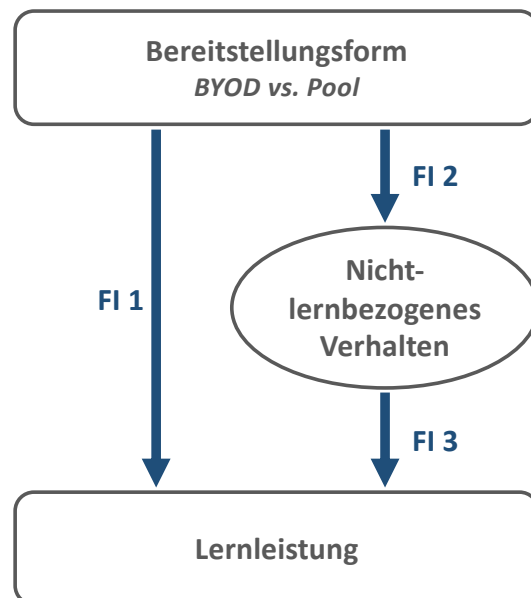 Bereitstellungsform
BYOD vs. Pool
FI 2
Nicht-
lernbezogenes
Verhalten
FI 1
FI 3
Lernleistung